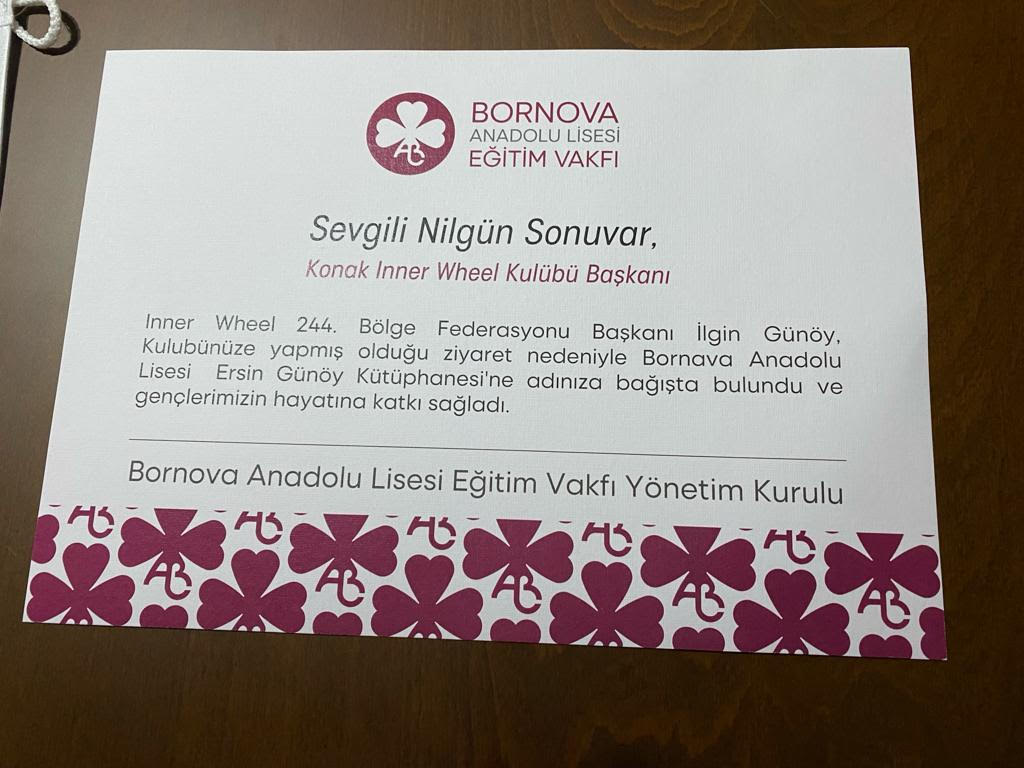 BORNOVA
ANADOLU LİSESİ
EĞİTİM VAKFI
Sevgili Nilgün Sonuvar,
Konak Inner Wheel Kulübü Başkanı
Inner Wheel 244. Bölge Federasyonu Başkanı İlgin Günöy,
Kulubünüze yapmış olduğu ziyaret nedeniyle Bornava Anadolu
Lisesi Ersin Günöy Kütüphanesi'ne adınıza bağışta bulundu ve
gençlerimizin hayatına katkı sağladı.
Bornova Anadolu Lisesi Eğitim Vakfı Yönetim Kurulu